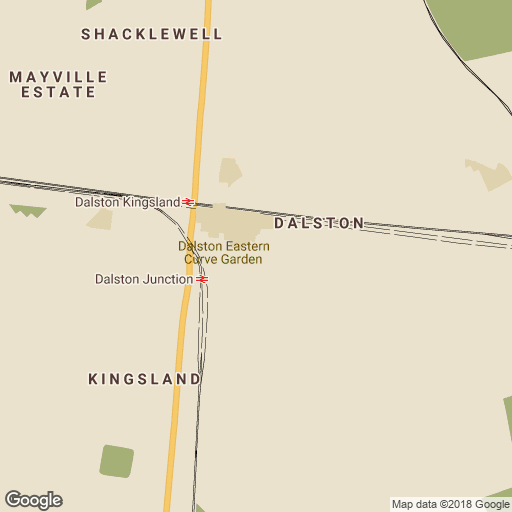 SHACKLEWELL
MAYVILLE
ESTATE
Dalston Kingsland
DALSTON
Dalston Eastern
Curve Garden
Dalston Junction
KINGSLAND
Google
Map data ©2018 Google